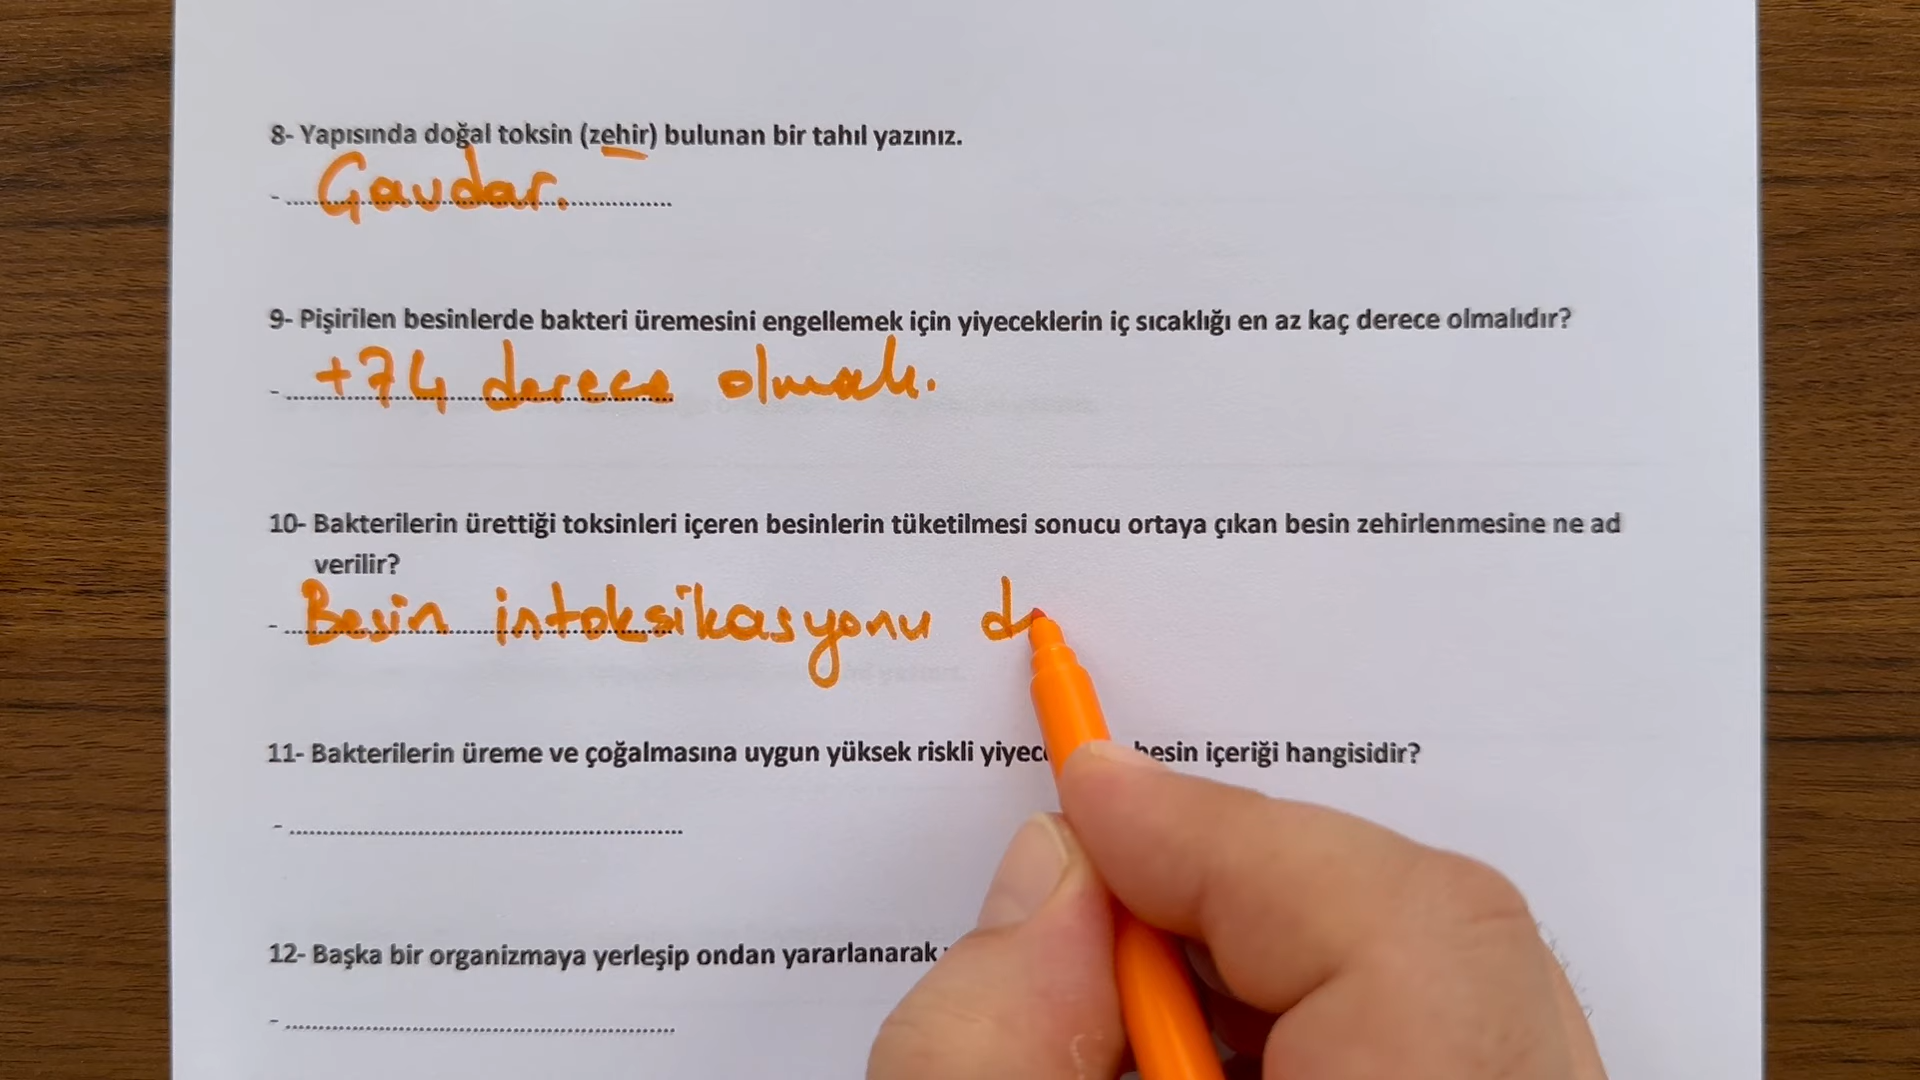 8- Yapısında doğal toksin (zehir) bulunan bir tahıl yazınız.
- Gavdar.
9- Pişirilen besinlerde bakteri üremesini engellemek için yiyeceklerin iç sıcaklığı en az kaç derece olmalıdır?
- +74 derece olmalı.
10- Bakterilerin ürettiği toksinleri içeren besinlerin tüketilmesi sonucu ortaya çıkan besin zehirlenmesine ne ad
verilir?
- Besin intoksikasyonu
11- Bakterilerin üreme ve çoğalmasına uygun yüksek riskli besin içeriği hangisidir?
-
12- Başka bir organizmaya yerleşip ondan yararlanarak
-